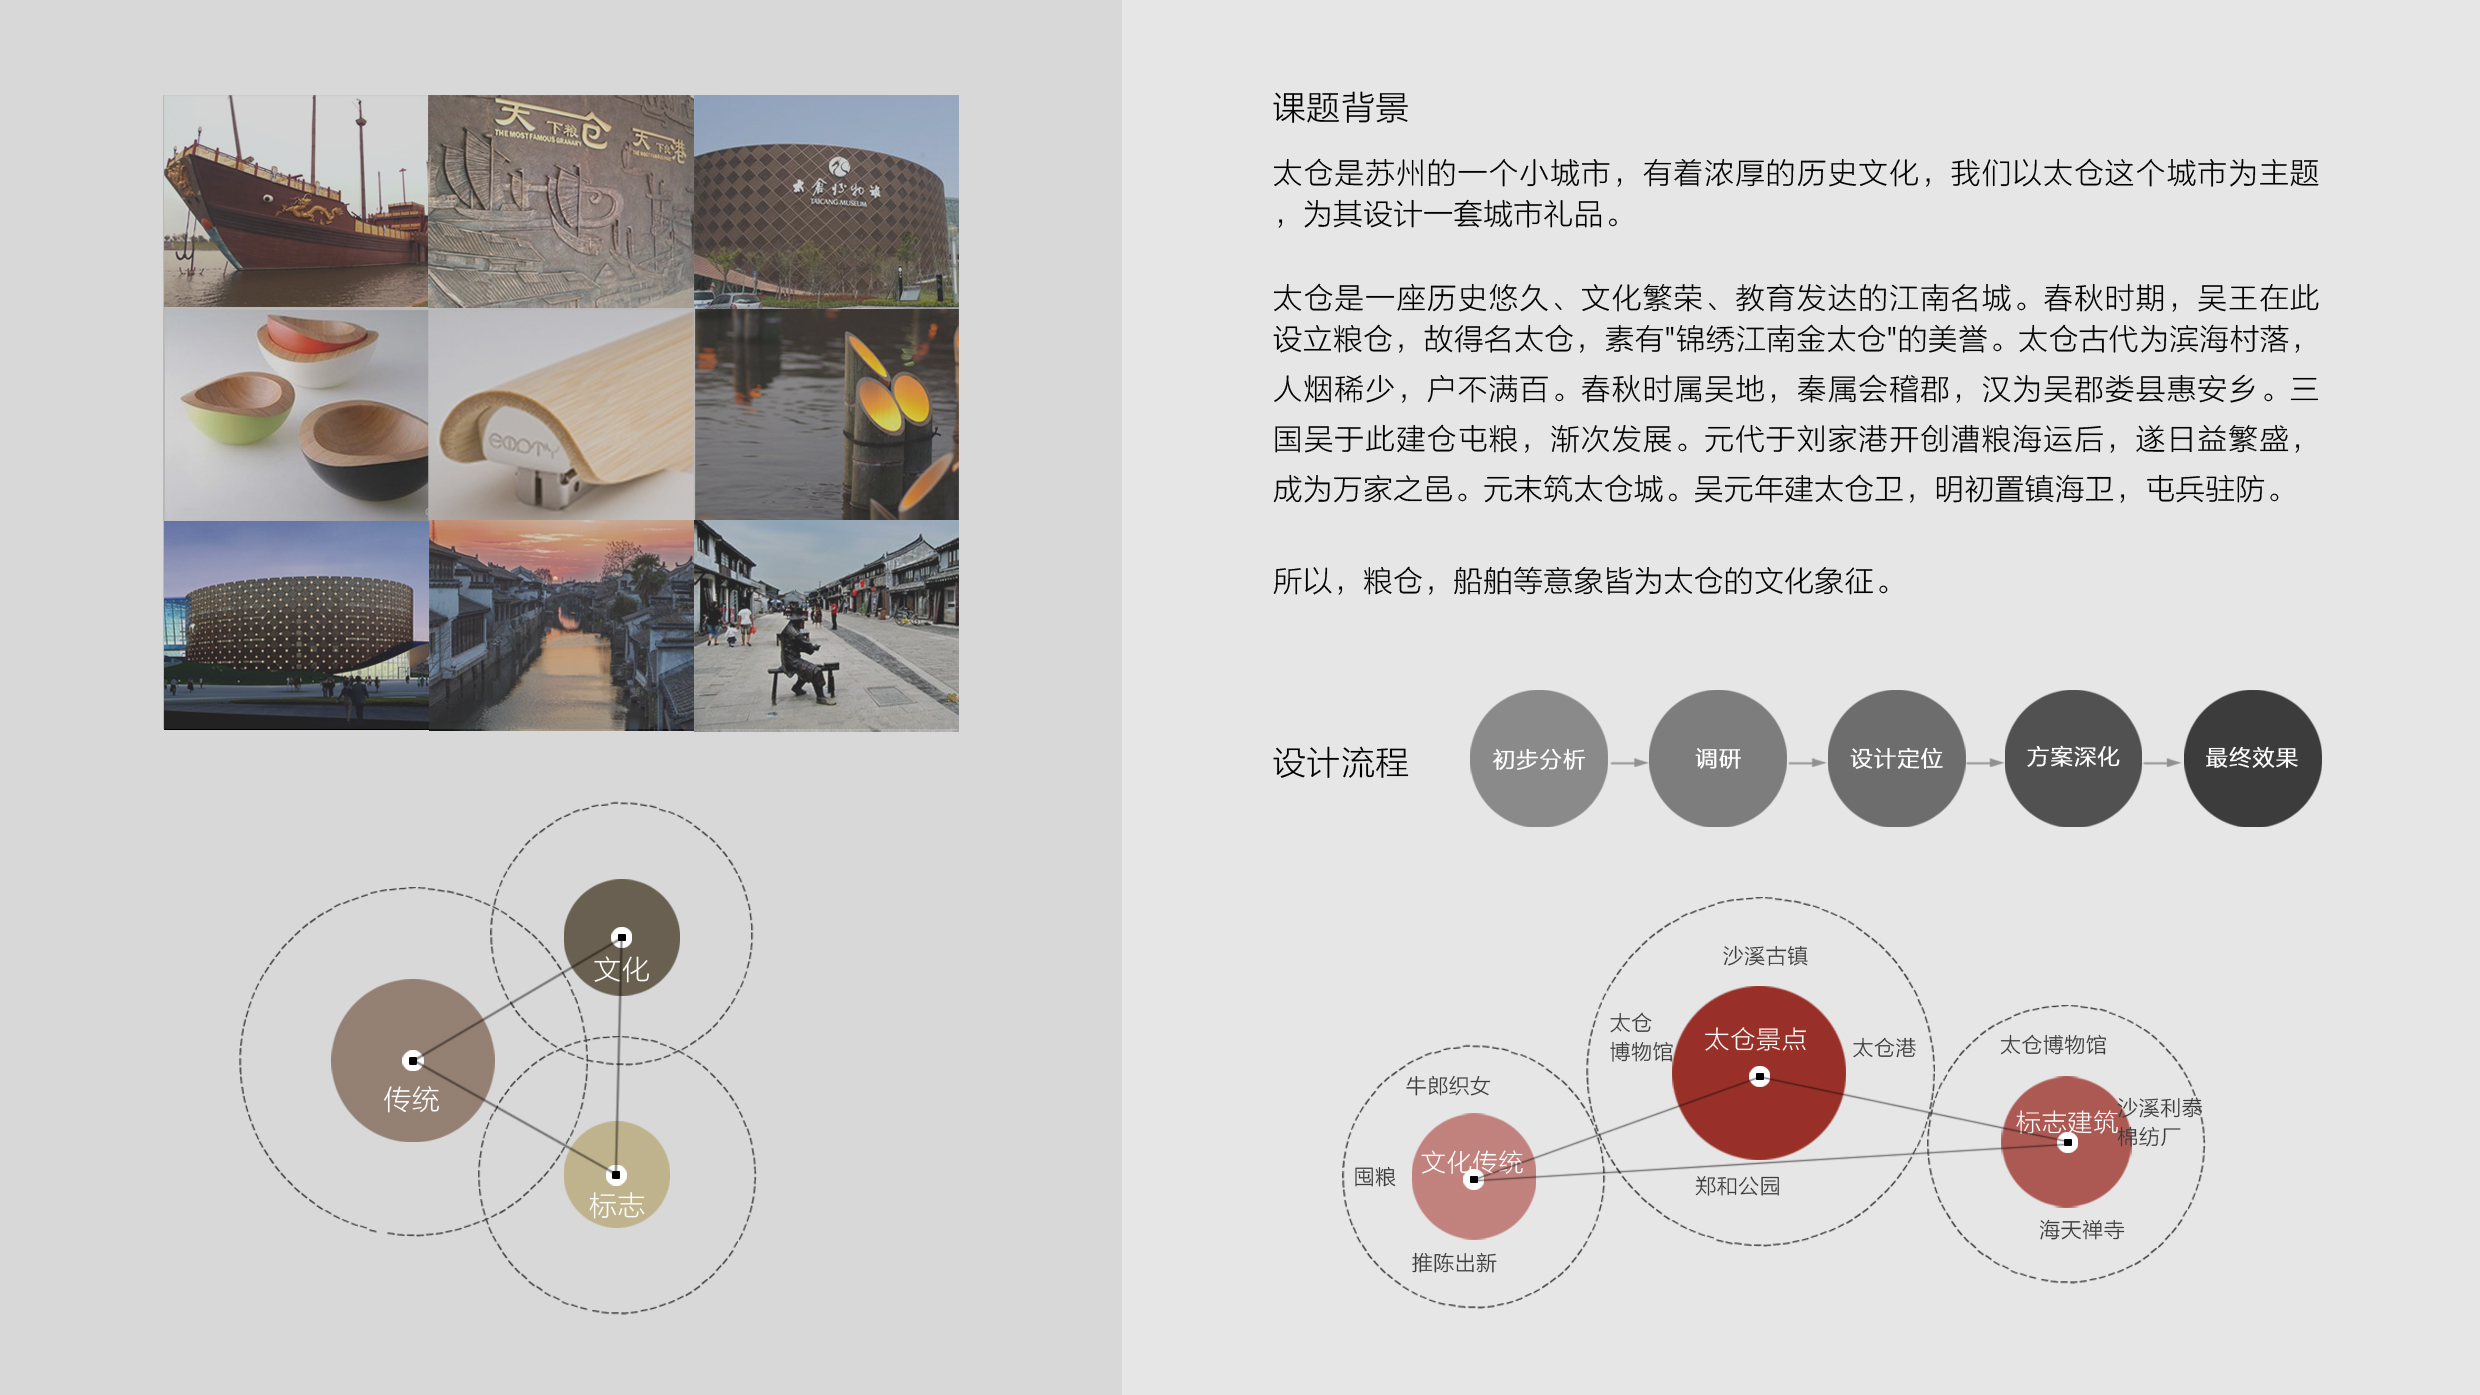 天下粮仓
THE MOST FAMOUS GRANARY
天下良港
太倉博物馆
TAICANG MUSEUM
文化
传统
标志
课题背景
太仓是苏州的一个小城市，有着浓厚的历史文化，我们以太仓这个城市为主题
，为其设计一套城市礼品。
太仓是一座历史悠久、文化繁荣、教育发达的江南名城。春秋时期，吴王在此
设立粮仓，故得名太仓，素有"锦绣江南金太仓"的美誉。太仓古代为滨海村落，
人烟稀少，户不满百。春秋时属吴地，秦属会稽郡，汉为吴郡娄县惠安乡。三
国吴于此建仓屯粮，渐次发展。元代于刘家港开创漕粮海运后，遂日益繁盛，
成为万家之邑。元末筑太仓城。吴元年建太仓卫，明初置镇海卫，屯兵驻防。
所以，粮仓，船舶等意象皆为太仓的文化象征。
设计流程
初步分析
调研
设计定位
方案深化
最终效果
沙溪古镇
太仓
博物馆
太仓景点
太仓港
郑和公园
牛郎织女
文化传统
囤粮
推陈出新
太仓博物馆
标志建筑
沙溪利泰
棉纺厂
海天禅寺